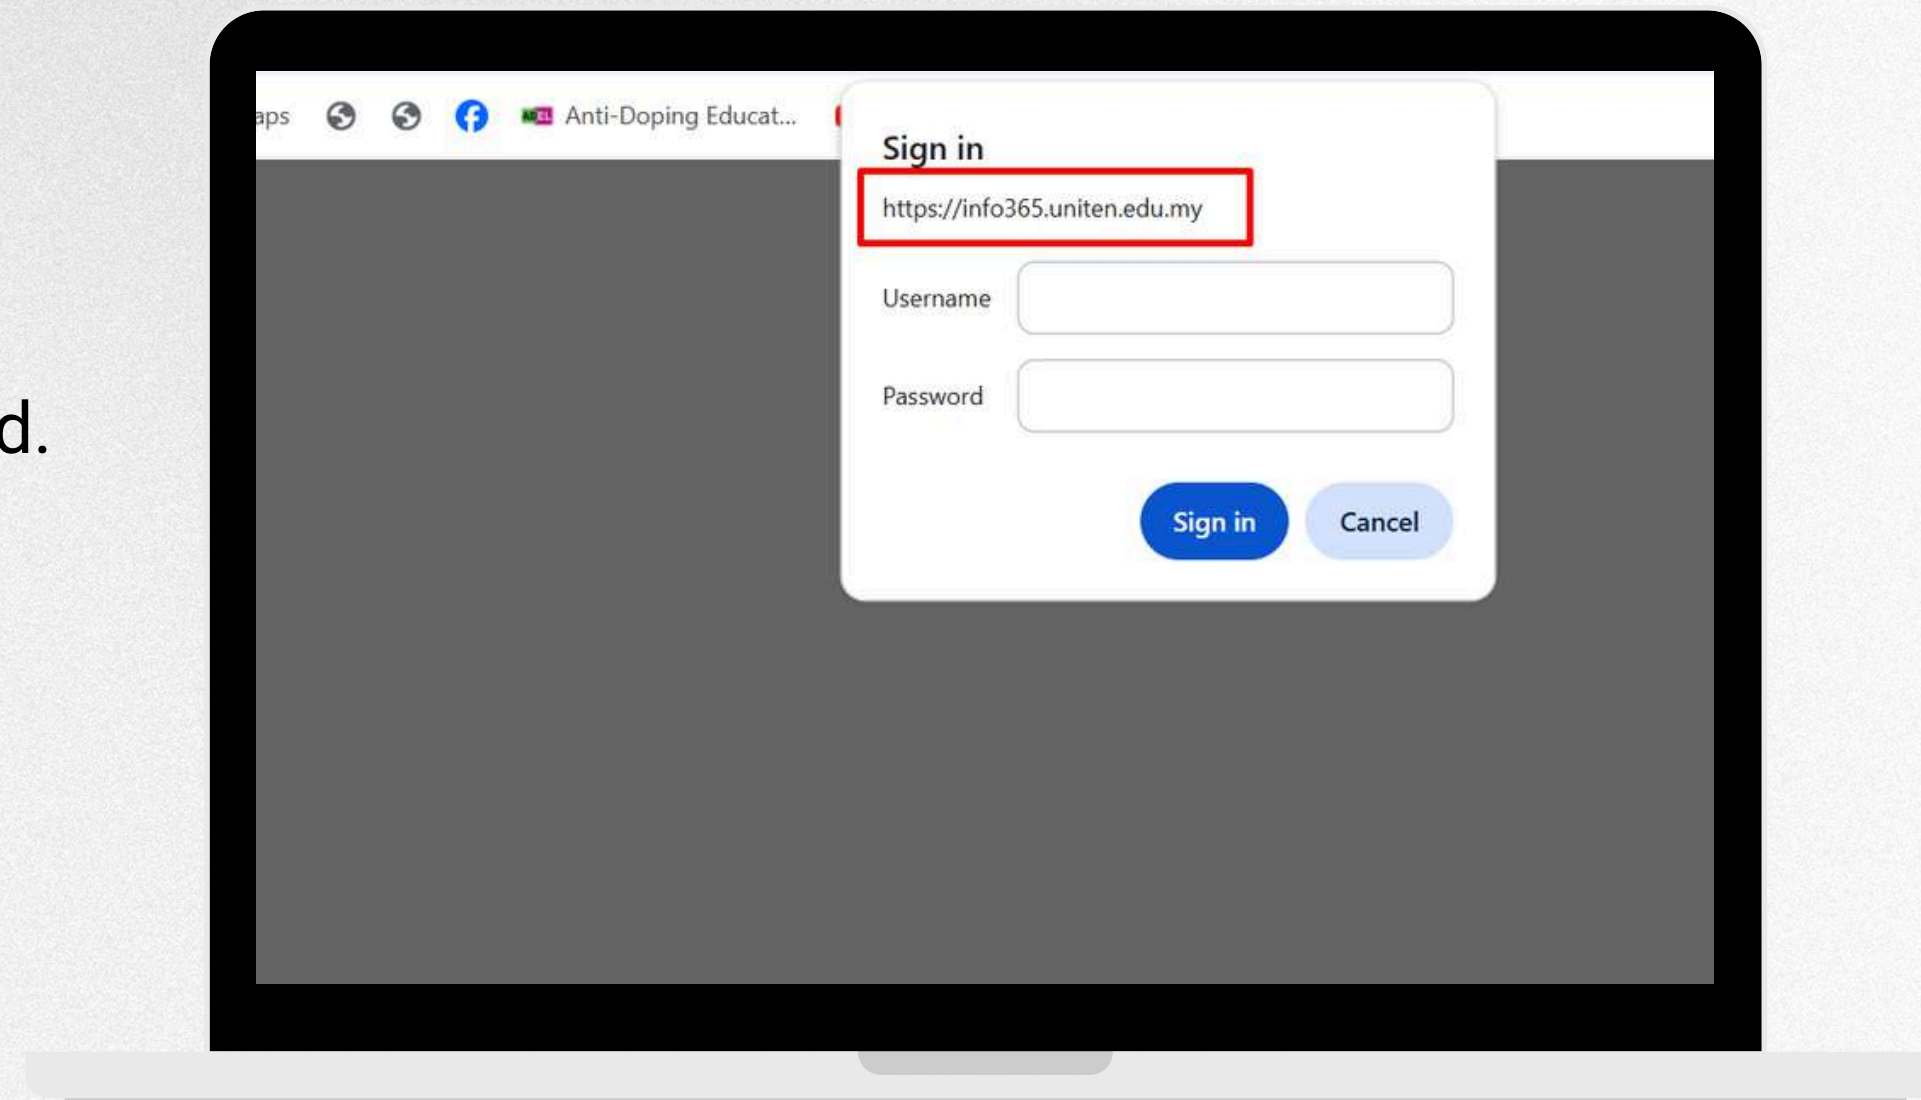 aps
Anti-Doping Educat...
Sign in
https://info365.uniten.edu.my
Username
Password
Sign in
Cancel
d.